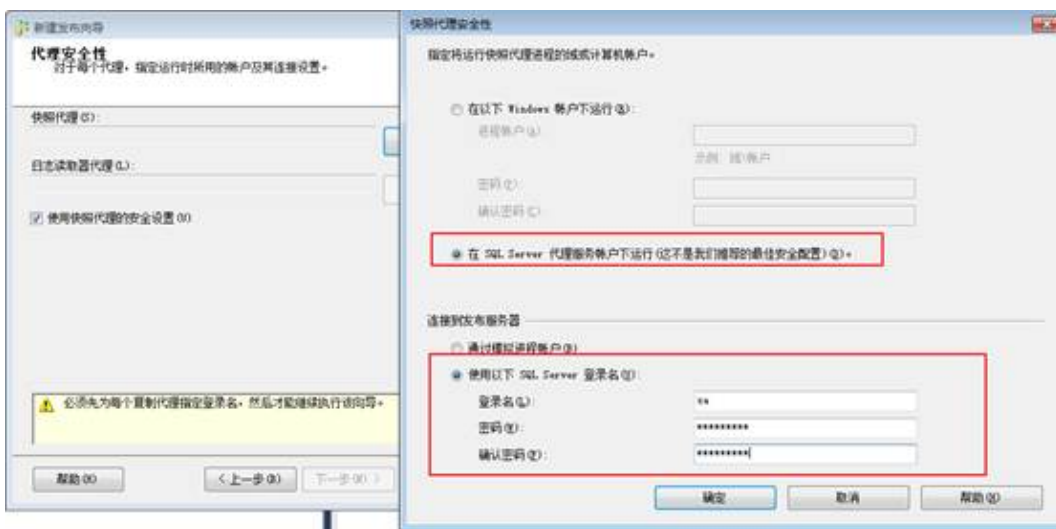 新建发布向导
代理安全性
对于每个代理，指定运行时所用的帐户及其连接设置。
快照代理(S):
日志读取器代理(L):
使用快照代理的安全设置(U)
必须先为每个复制代理指定登录名，然后才能继续执行该向导。
帮助(H)
<上一步(B)
下一步(N) >
快照代理安全性
指定将运行快照代理进程的域或计算机帐户。
在以下 Windows 帐户下运行(R):
进程帐户(A):
示例: 域\帐户
密码(P):
确认密码(C):
在 SQL Server 代理服务帐户下运行(这不是我们推荐的最佳安全配置)(Q)。
连接到发布服务器
通过模拟进程帐户(B)
使用以下 SQL Server 登录名(U):
登录名(L):
密码(W):
*********
确认密码(F):
*********
确定
取消
帮助(H)